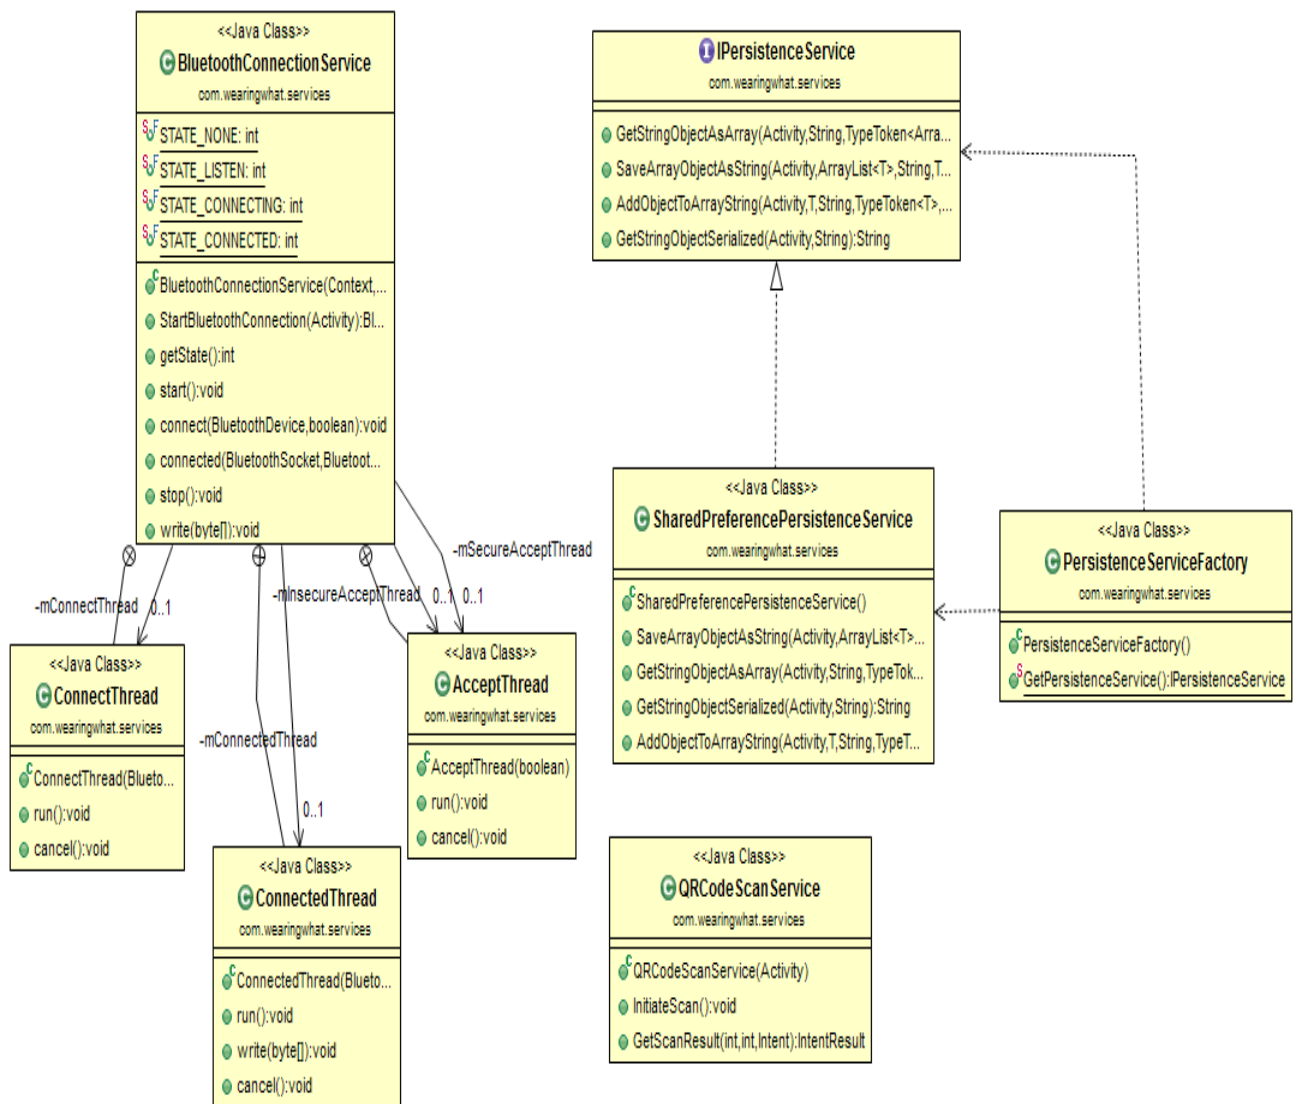 <<Java Class>>
BluetoothConnectionService
com.wearingwhat.services
STATE_NONE: int
STATE_LISTEN: int
STATE_CONNECTING: int
STATE_CONNECTED: int
BluetoothConnectionService(Context,...
StartBluetoothConnection(Activity):Bl...
getState():int
start():void
connect(BluetoothDevice,boolean):void
connected(BluetoothSocket,Bluetoot...
stop():void
write(byte[]):void
-mConnectThread
0..1
-mInsecureAcceptThread
0..1
-mSecureAcceptThread
0..1
-mConnectedThread
0..1
<<Java Class>>
ConnectThread
com.wearingwhat.services
ConnectThread(Blueto...
run():void
cancel():void
<<Java Class>>
ConnectedThread
com.wearingwhat.services
ConnectedThread(Blueto...
run():void
write(byte[]):void
cancel():void
<<Java Class>>
AcceptThread
com.wearingwhat.services
AcceptThread(boolean)
run():void
cancel():void
IPersistenceService
com.wearingwhat.services
GetStringObjectAsArray(Activity,String,TypeToken<Arra...
SaveArrayObjectAsString(Activity,ArrayList<T>,String,T...
AddObjectToArrayString(Activity,T,String,TypeToken<T>,...
GetStringObjectSerialized(Activity,String):String
<<Java Class>>
SharedPreferencePersistenceService
com.wearingwhat.services
SharedPreferencePersistenceService()
SaveArrayObjectAsString(Activity,ArrayList<T>...
GetStringObjectAsArray(Activity,String,TypeTok...
GetStringObjectSerialized(Activity,String):String
AddObjectToArrayString(Activity,T,String,TypeT...
<<Java Class>>
PersistenceServiceFactory
com.wearingwhat.services
PersistenceServiceFactory()
GetPersistenceService():IPersistenceService
<<Java Class>>
QRCodeScanService
com.wearingwhat.services
QRCodeScanService(Activity)
InitiateScan():void
GetScanResult(int,int,Intent):IntentResult